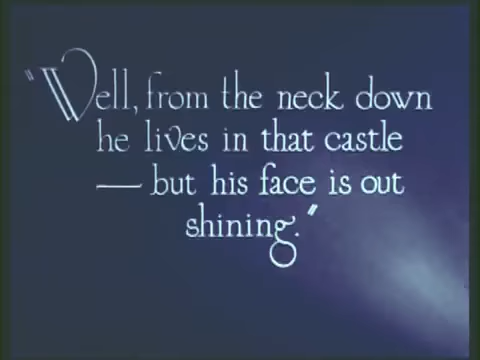 "Well, from the neck down
he lives in that castle
— but his face is out
shining."